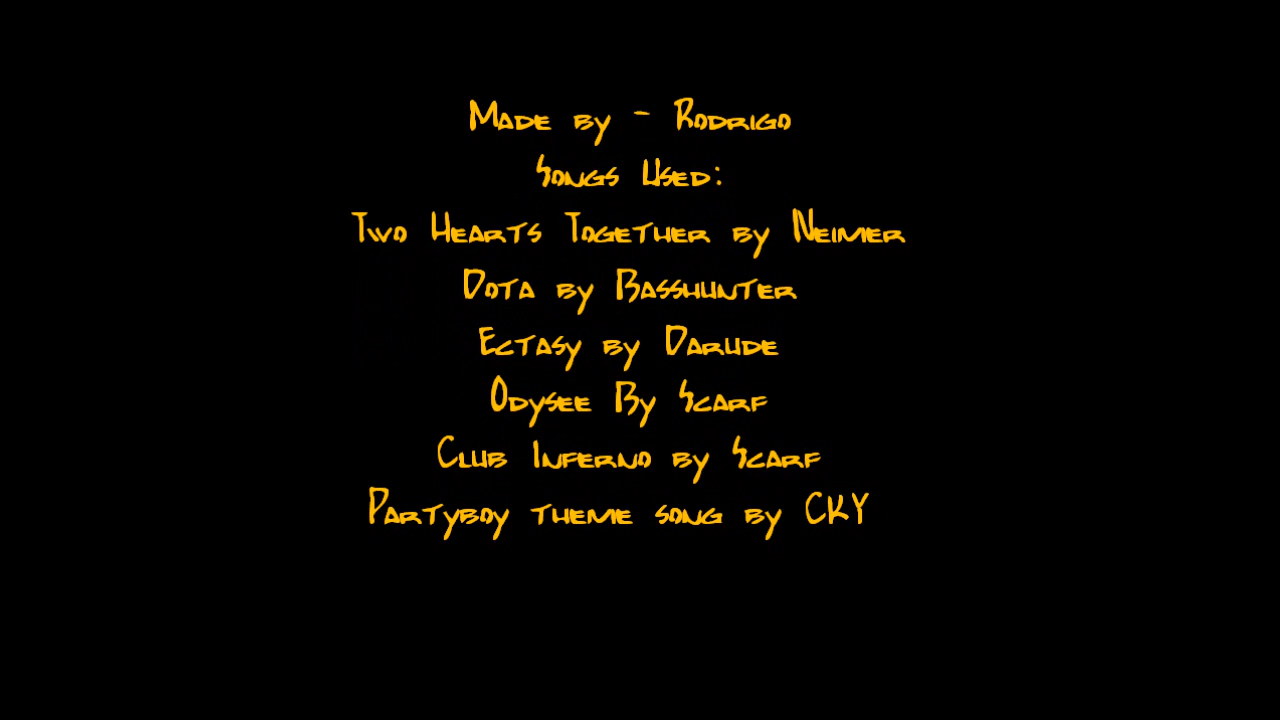 Made by - Rodrigo
Songs Used:
Two Hearts Together by Neimer
Dota by Basshunter
Ectasy by Darude
Odysee By Scarf
Club Inferno by Scarf
Partyboy theme song by CKY